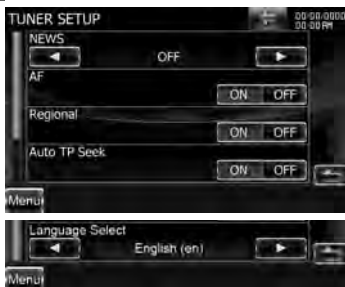 TUNER SETUP
00-00-0000
00:00 PM
NEWS
OFF
AF
ON OFF
Regional
ON OFF
Auto TP Seek
ON OFF
Menu
Language Select
English (en)
Menu